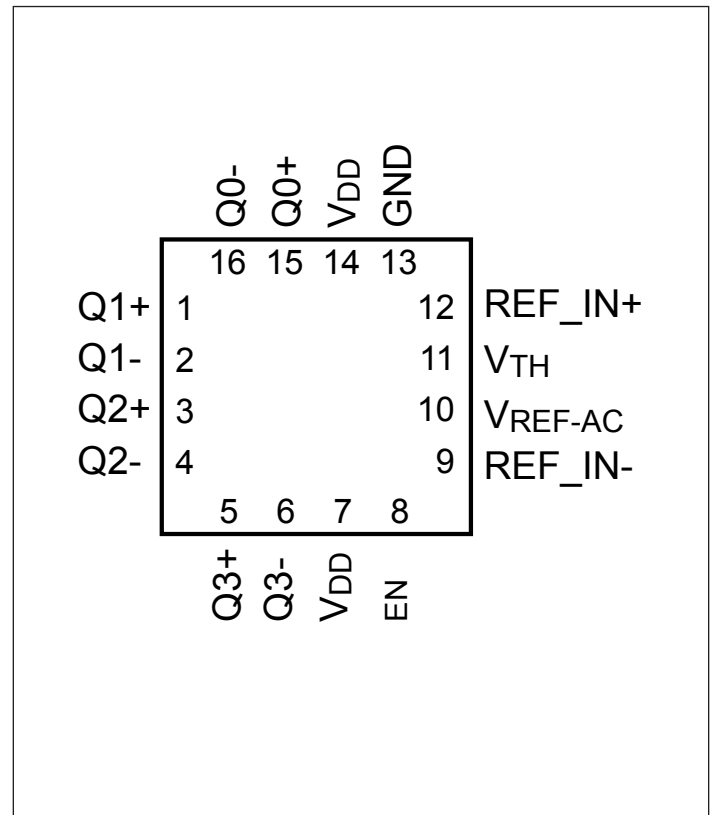 Q0- Q0+ VDD GND
16 15 14 13
Q1+ 1 12 REF_IN+
Q1- 2 11 VTH
Q2+ 3 10 VREF-AC
Q2- 4 9 REF_IN-
5 6 7 8
Q3+ Q3- VDD EN